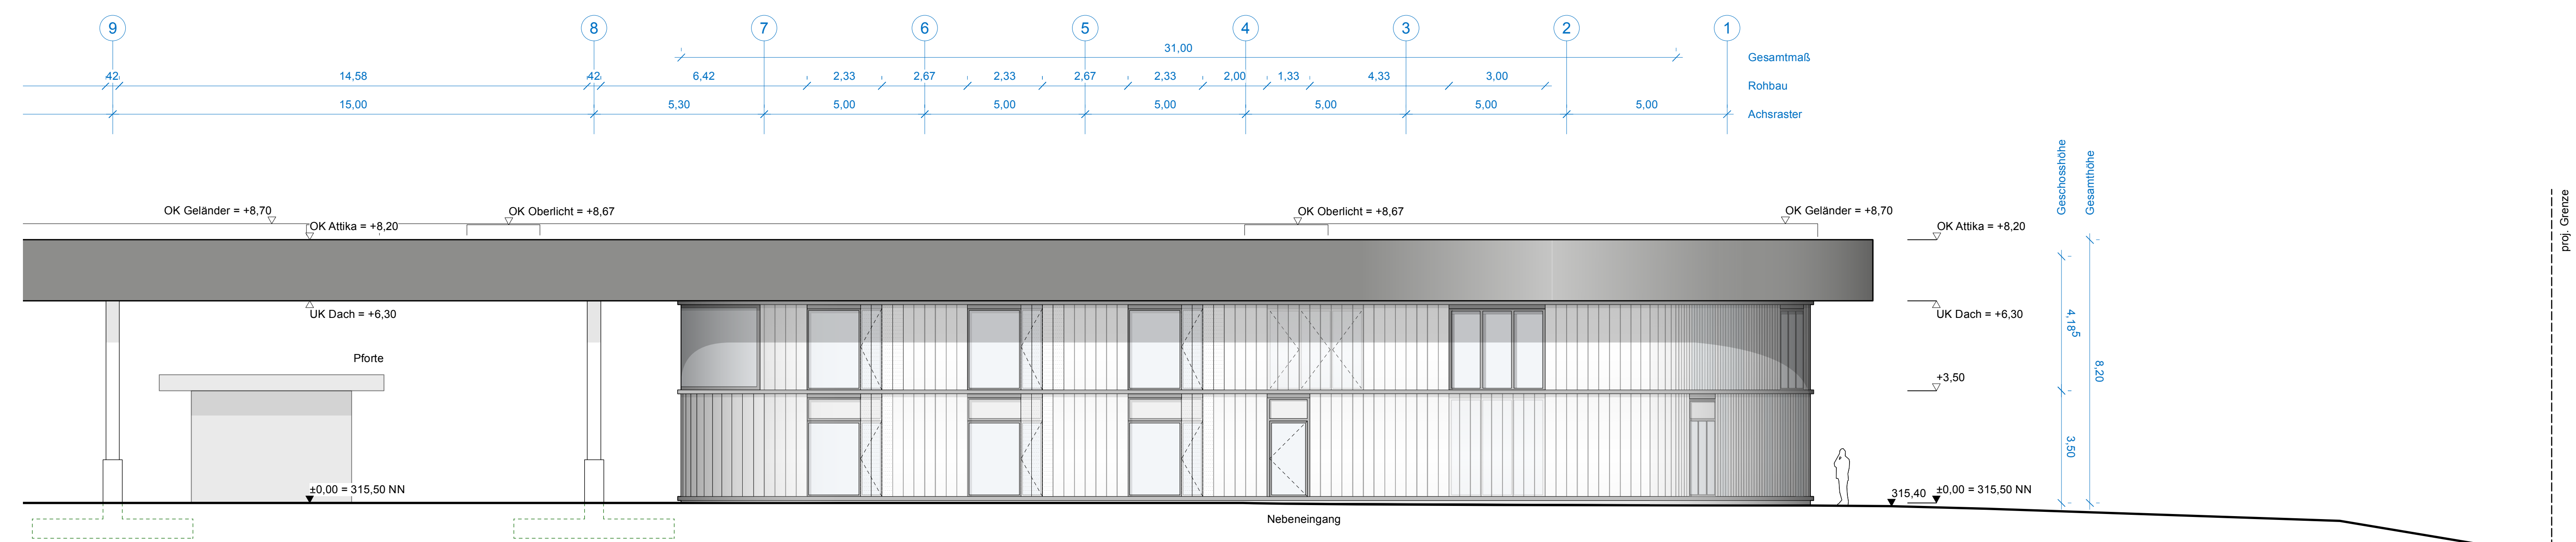 9 8 7 6 5 4 3 2 1
31,00 Gesamtmaß
42 14,58 42 6,42 2,33 2,67 2,33 2,67 2,33 2,00 1,33 4,33 3,00 Rohbau
15,00 5,30 5,00 5,00 5,00 5,00 5,00 5,00 Achsraster
Geschosshöhe
Gesamthöhe
proj. Grenze
OK Geländer = +8,70
OK Oberlicht = +8,67
OK Oberlicht = +8,67
OK Geländer = +8,70
OK Attika = +8,20
OK Attika = +8,20
UK Dach = +6,30
UK Dach = +6,30
4,18⁵
Pforte
8,20
+3,50
3,50
±0,00 = 315,50 NN
315,40
±0,00 = 315,50 NN
Nebeneingang